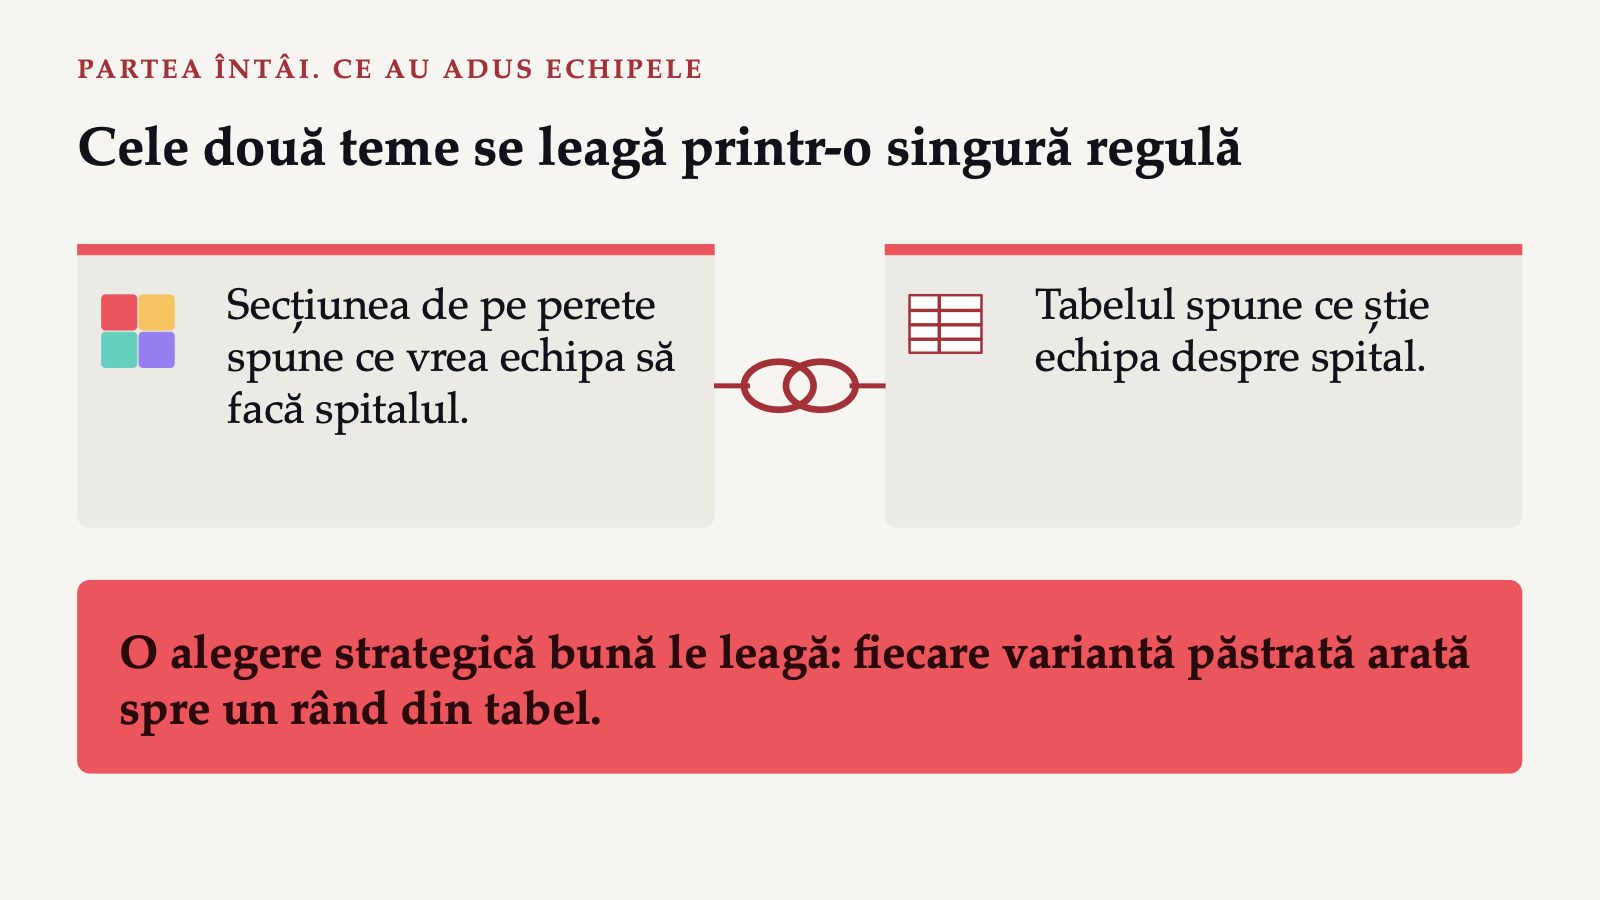 PARTEA ÎNTÂI. CE AU ADUS ECHIPELE
Cele două teme se leagă printr-o singură regulă
Secțiunea de pe perete
spune ce vrea echipa să
facă spitalul.
Tabelul spune ce știe
echipa despre spital.
O alegere strategică bună le leagă: fiecare variantă păstrată arată
spre un rând din tabel.